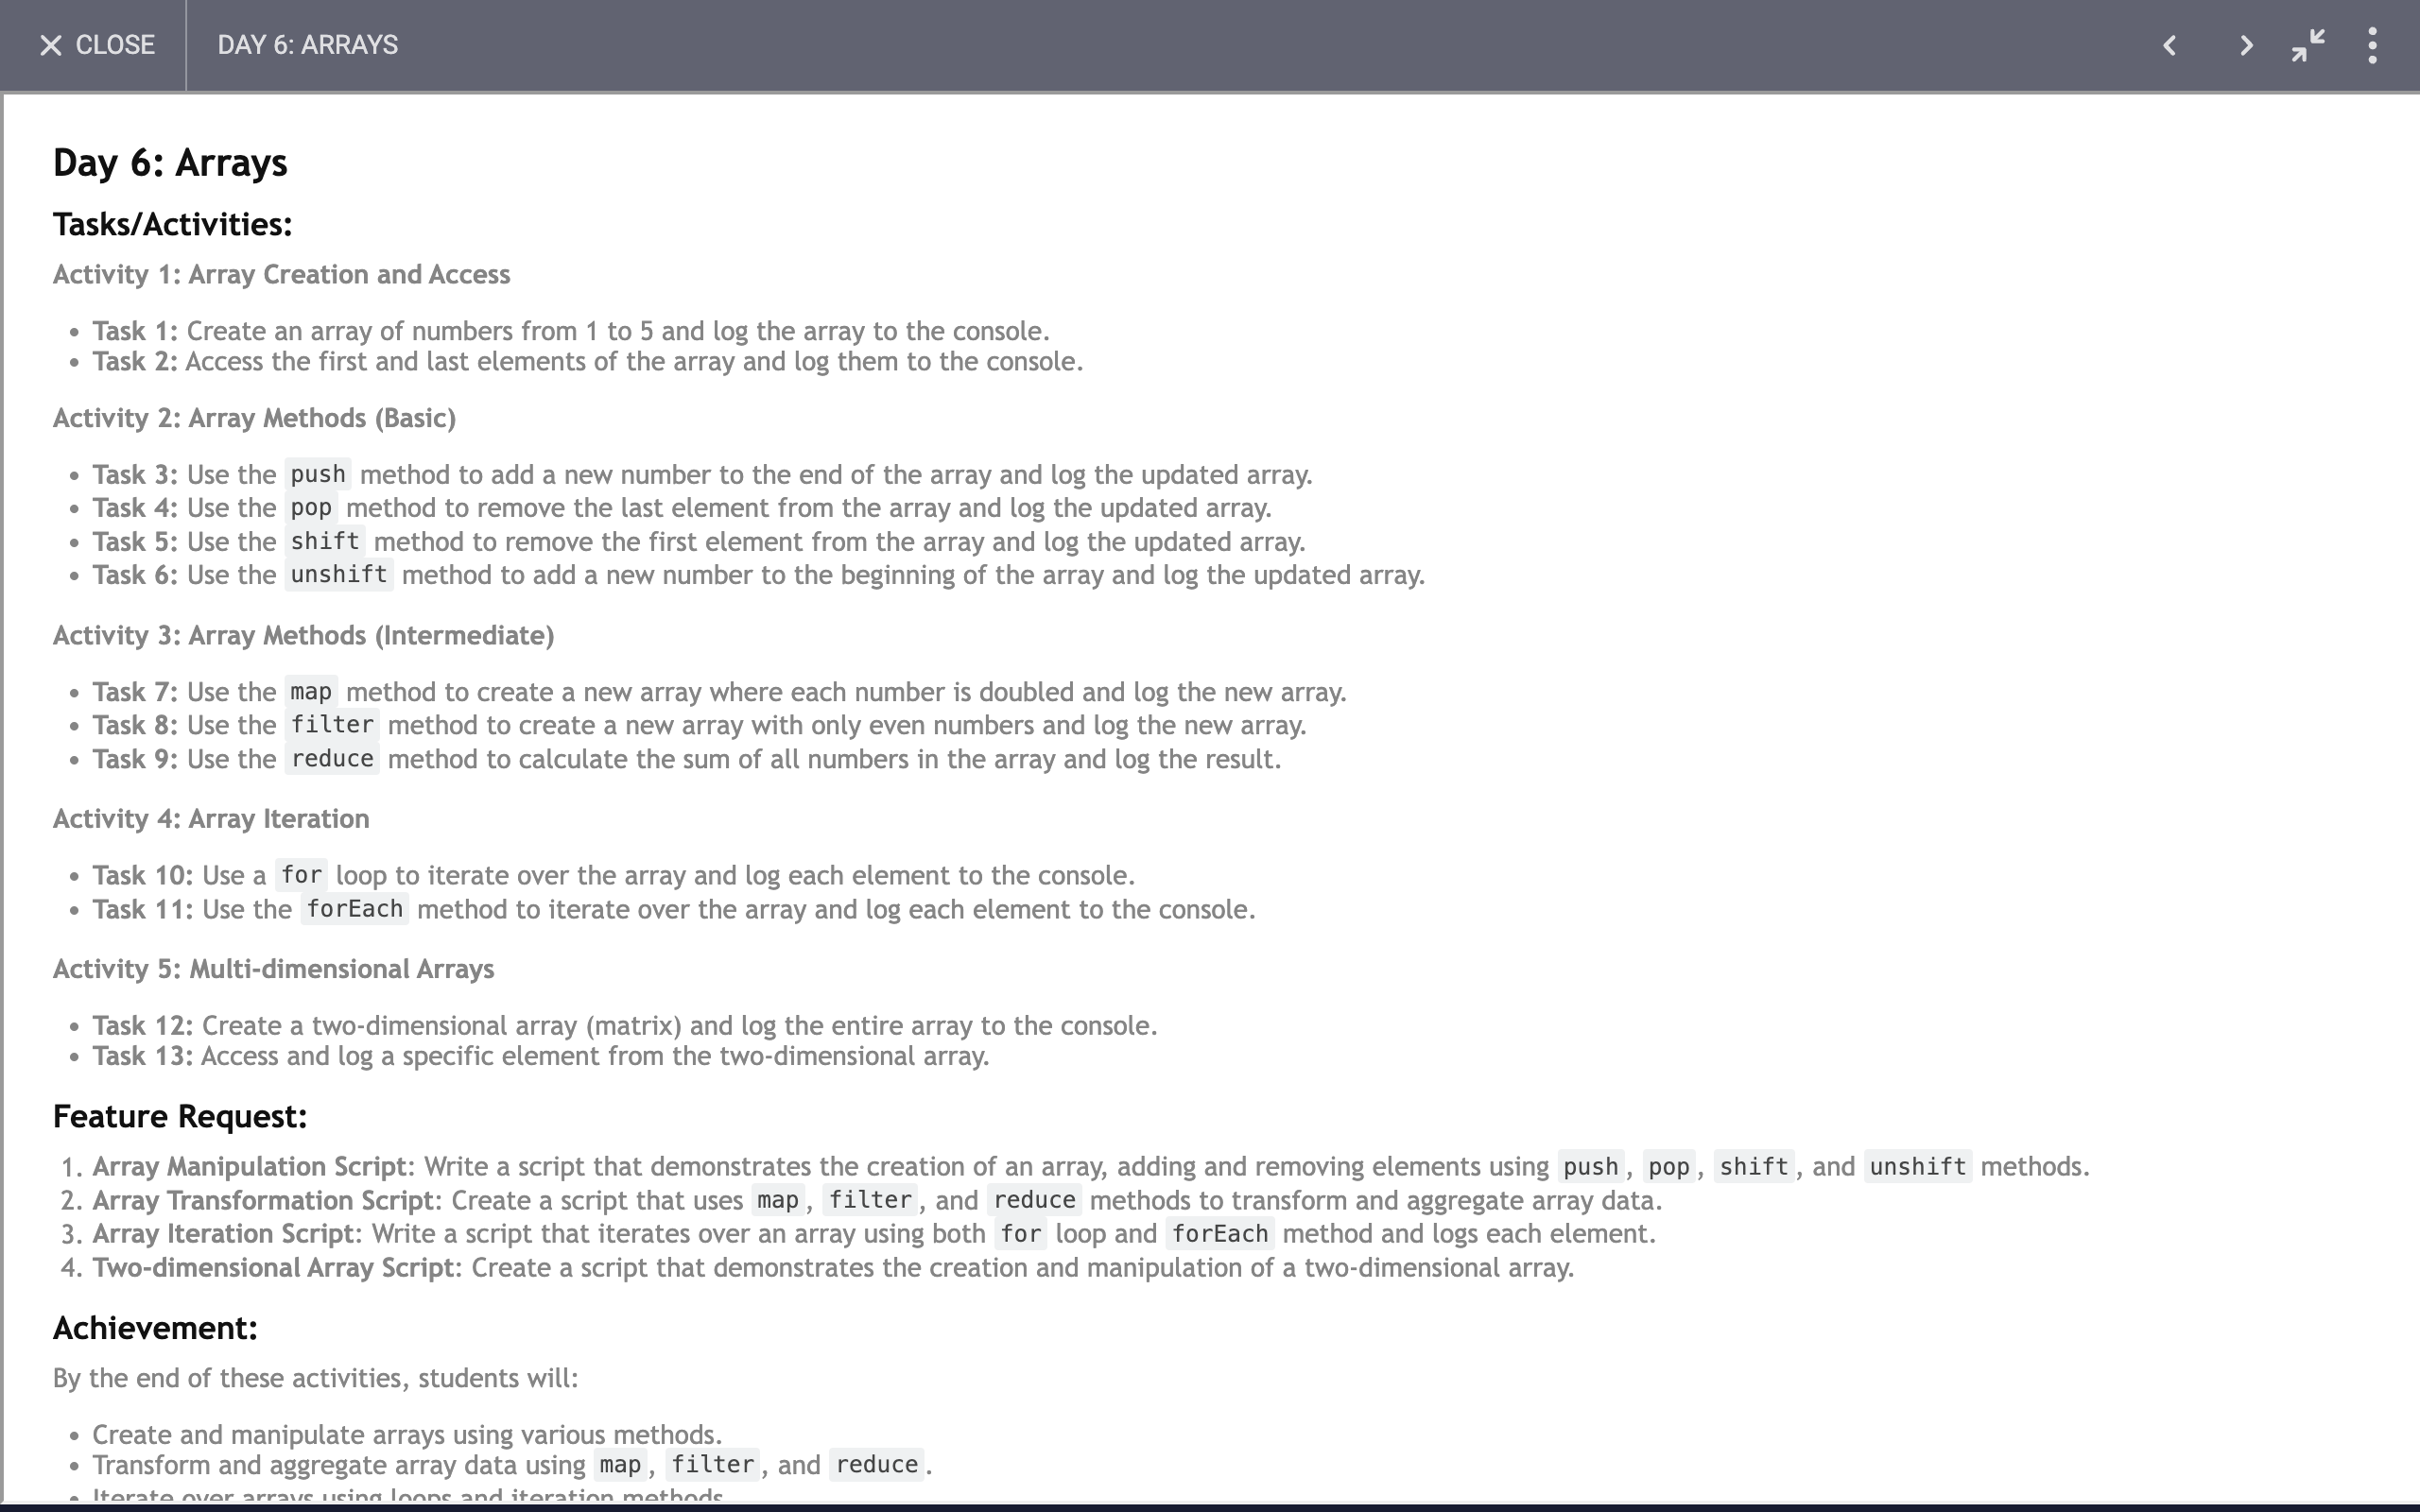 CLOSE
DAY 6: ARRAYS
Day 6: Arrays
Tasks/Activities:
Activity 1: Array Creation and Access
• Task 1: Create an array of numbers from 1 to 5 and log the array to the console.
• Task 2: Access the first and last elements of the array and log them to the console.
Activity 2: Array Methods (Basic)
• Task 3: Use the push method to add a new number to the end of the array and log the updated array.
• Task 4: Use the pop method to remove the last element from the array and log the updated array.
• Task 5: Use the shift method to remove the first element from the array and log the updated array.
• Task 6: Use the unshift method to add a new number to the beginning of the array and log the updated array.
Activity 3: Array Methods (Intermediate)
• Task 7: Use the map method to create a new array where each number is doubled and log the new array.
• Task 8: Use the filter method to create a new array with only even numbers and log the new array.
• Task 9: Use the reduce method to calculate the sum of all numbers in the array and log the result.
Activity 4: Array Iteration
• Task 10: Use a for loop to iterate over the array and log each element to the console.
• Task 11: Use the forEach method to iterate over the array and log each element to the console.
Activity 5: Multi-dimensional Arrays
• Task 12: Create a two-dimensional array (matrix) and log the entire array to the console.
• Task 13: Access and log a specific element from the two-dimensional array.
Feature Request:
1. Array Manipulation Script: Write a script that demonstrates the creation of an array, adding and removing elements using push, pop, shift, and unshift methods.
2. Array Transformation Script: Create a script that uses map, filter, and reduce methods to transform and aggregate array data.
3. Array Iteration Script: Write a script that iterates over an array using both for loop and forEach method and logs each element.
4. Two-dimensional Array Script: Create a script that demonstrates the creation and manipulation of a two-dimensional array.
Achievement:
By the end of these activities, students will:
• Create and manipulate arrays using various methods.
• Transform and aggregate array data using map, filter, and reduce.
• Iterate over arrays using loops and iteration methods